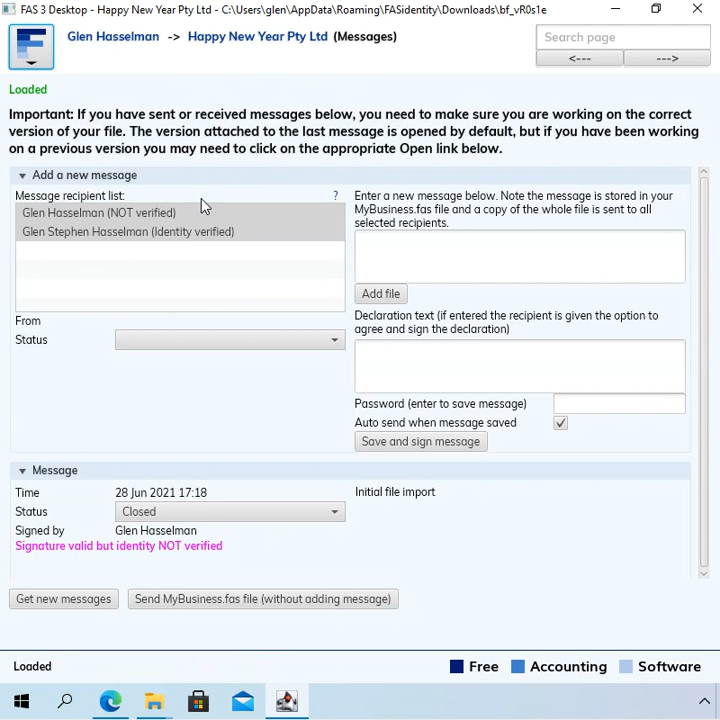 FAS 3 Desktop - Happy New Year Pty Ltd - C:\Users\glen\AppData\Roaming\FASidentity\Downloads\bf_vR0s1e
Glen Hasselman -> Happy New Year Pty Ltd (Messages)
Search page
<---
--->
Loaded
Important: If you have sent or received messages below, you need to make sure you are working on the correct
version of your file. The version attached to the last message is opened by default, but if you have been working
on a previous version you may need to click on the appropriate Open link below.
Add a new message
Message recipient list:
?
Glen Hasselman (NOT verified)
Glen Stephen Hasselman (Identity verified)
From
Status
Enter a new message below. Note the message is stored in your
MyBusiness.fas file and a copy of the whole file is sent to all
selected recipients.
Add file
Declaration text (if entered the recipient is given the option to
agree and sign the declaration)
Password (enter to save message)
Auto send when message saved
Save and sign message
Message
Time 28 Jun 2021 17:18
Status Closed
Signed by Glen Hasselman
Signature valid but identity NOT verified
Initial file import
Get new messages
Send MyBusiness.fas file (without adding message)
Loaded
Free Accounting Software